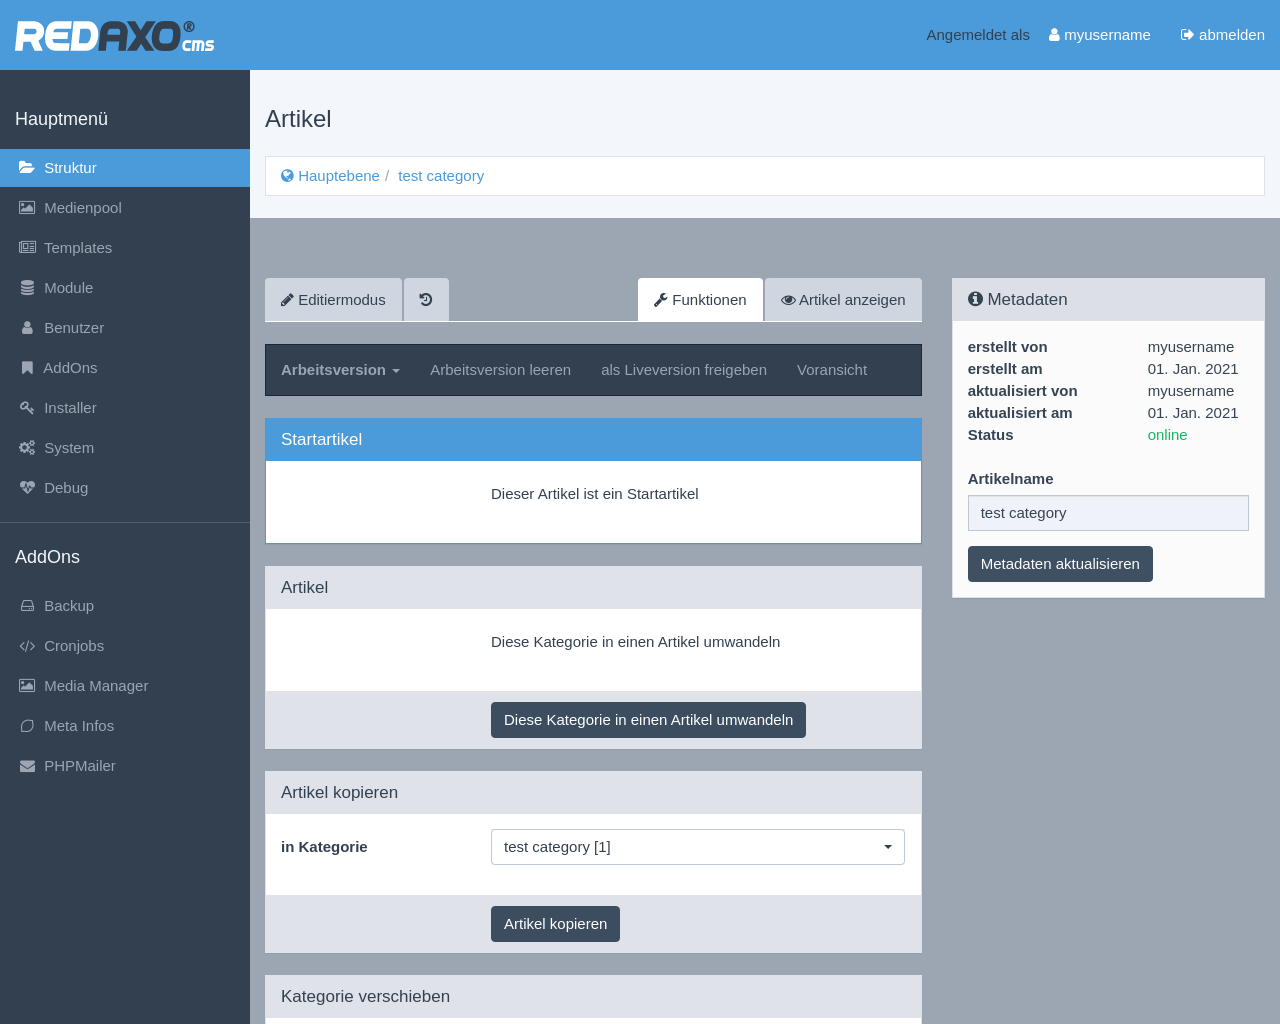 REDAXO® cms
Angemeldet als myusername abmelden
Hauptmenü
Struktur
Medienpool
Templates
Module
Benutzer
AddOns
Installer
System
Debug
AddOns
Backup
Cronjobs
Media Manager
Meta Infos
PHPMailer
Artikel
Hauptebene / test category
Editiermodus
Funktionen
Artikel anzeigen
Arbeitsversion
Arbeitsversion leeren
als Liveversion freigeben
Voransicht
Startartikel
Dieser Artikel ist ein Startartikel
Artikel
Diese Kategorie in einen Artikel umwandeln
Diese Kategorie in einen Artikel umwandeln
Artikel kopieren
in Kategorie test category [1]
Artikel kopieren
Kategorie verschieben
Metadaten
erstellt von myusername
erstellt am 01. Jan. 2021
aktualisiert von myusername
aktualisiert am 01. Jan. 2021
Status online
Artikelname
test category
Metadaten aktualisieren